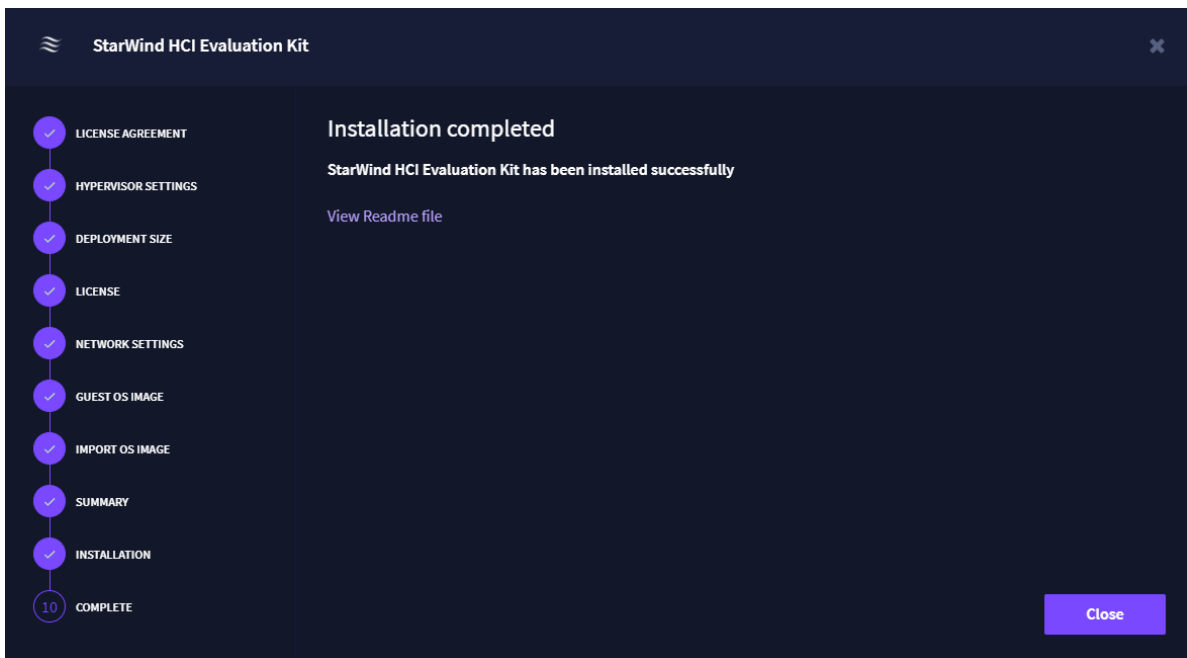 StarWind HCI Evaluation Kit
LICENSE AGREEMENT
HYPERVISOR SETTINGS
DEPLOYMENT SIZE
LICENSE
NETWORK SETTINGS
GUEST OS IMAGE
IMPORT OS IMAGE
SUMMARY
INSTALLATION
10 COMPLETE
Installation completed
StarWind HCI Evaluation Kit has been installed successfully
View Readme file
Close